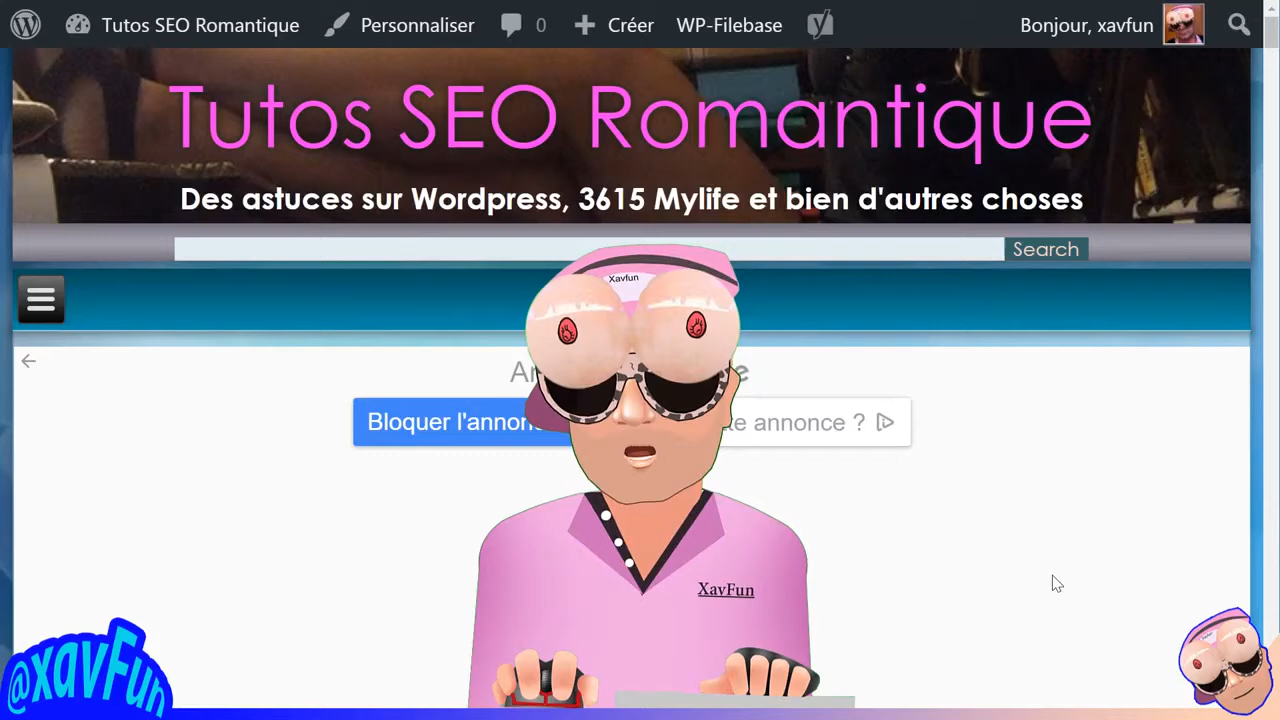 Tutos SEO Romantique Personnaliser 0 Créer WP-Filebase Bonjour, xavfun
Tutos SEO Romantique
Des astuces sur Wordpress, 3615 Mylife et bien d'autres choses
Search
Xavfun
Bloquer l'annonc annonce ?
XavFun
@xavFun